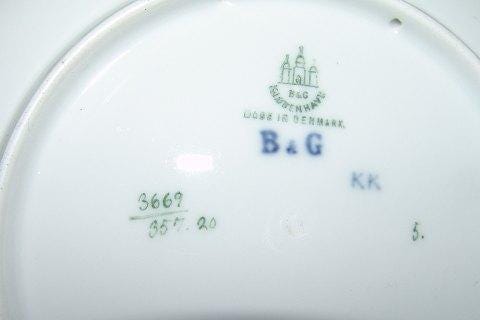 B&G
KJØBENHAVN
MADE IN DENMARK.
B & G
KK
3669
357. 20
5.